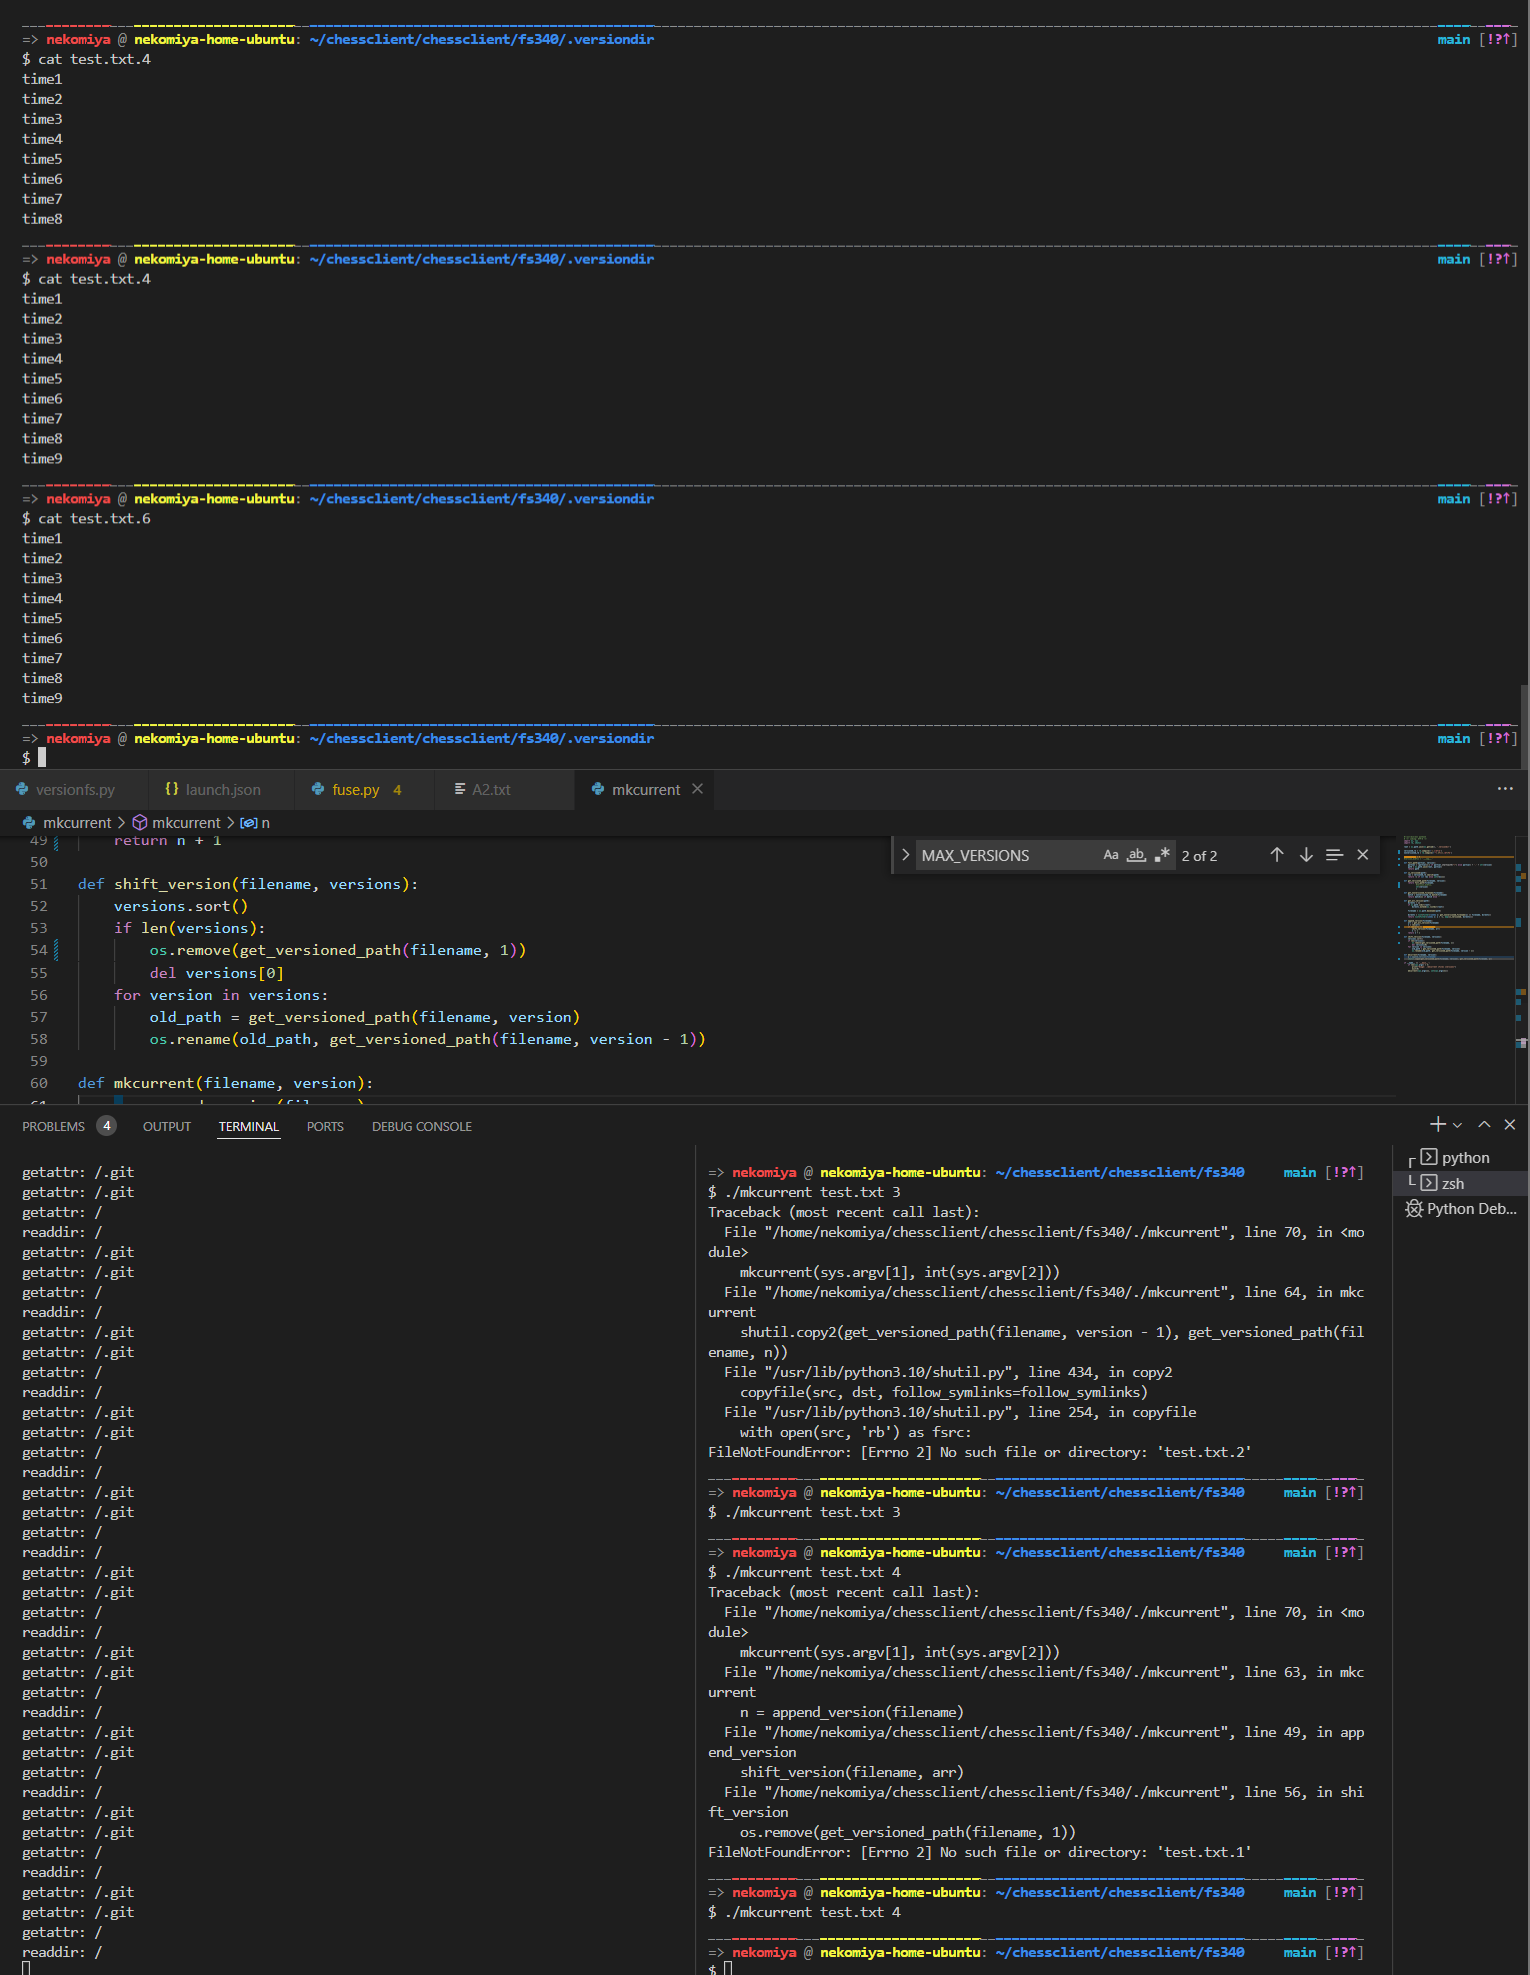 => nekomiya @ nekomiya-home-ubuntu: ~/chessclient/chessclient/fs340/.versiondir main [!?↑]
$ cat test.txt.4
time1
time2
time3
time4
time5
time6
time7
time8
=> nekomiya @ nekomiya-home-ubuntu: ~/chessclient/chessclient/fs340/.versiondir main [!?↑]
$ cat test.txt.4
time1
time2
time3
time4
time5
time6
time7
time8
time9
=> nekomiya @ nekomiya-home-ubuntu: ~/chessclient/chessclient/fs340/.versiondir main [!?↑]
$ cat test.txt.6
time1
time2
time3
time4
time5
time6
time7
time8
time9
=> nekomiya @ nekomiya-home-ubuntu: ~/chessclient/chessclient/fs340/.versiondir main [!?↑]
$
versionfs.py {} launch.json fuse.py 4 A2.txt mkcurrent
mkcurrent > mkcurrent > n
MAX_VERSIONS Aa ab .* 2 of 2
49 return n + 1
50
51 def shift_version(filename, versions):
52 versions.sort()
53 if len(versions):
54 os.remove(get_versioned_path(filename, 1))
55 del versions[0]
56 for version in versions:
57 old_path = get_versioned_path(filename, version)
58 os.rename(old_path, get_versioned_path(filename, version - 1))
59
60 def mkcurrent(filename, version):
PROBLEMS 4 OUTPUT TERMINAL PORTS DEBUG CONSOLE
getattr: /.git
getattr: /.git
getattr: /
readdir: /
getattr: /.git
getattr: /.git
getattr: /
readdir: /
getattr: /.git
getattr: /.git
getattr: /
readdir: /
getattr: /.git
getattr: /.git
getattr: /
readdir: /
getattr: /.git
getattr: /.git
getattr: /
readdir: /
getattr: /.git
getattr: /.git
getattr: /
readdir: /
getattr: /.git
getattr: /.git
getattr: /
readdir: /
getattr: /.git
getattr: /.git
getattr: /
readdir: /
getattr: /.git
getattr: /.git
getattr: /
readdir: /
getattr: /.git
getattr: /.git
getattr: /
readdir: /
=> nekomiya @ nekomiya-home-ubuntu: ~/chessclient/chessclient/fs340 main [!?↑]
$ ./mkcurrent test.txt 3
Traceback (most recent call last):
File "/home/nekomiya/chessclient/chessclient/fs340/./mkcurrent", line 70, in <mo
dule>
mkcurrent(sys.argv[1], int(sys.argv[2]))
File "/home/nekomiya/chessclient/chessclient/fs340/./mkcurrent", line 64, in mkc
urrent
shutil.copy2(get_versioned_path(filename, version - 1), get_versioned_path(fil
ename, n))
File "/usr/lib/python3.10/shutil.py", line 434, in copy2
copyfile(src, dst, follow_symlinks=follow_symlinks)
File "/usr/lib/python3.10/shutil.py", line 254, in copyfile
with open(src, 'rb') as fsrc:
FileNotFoundError: [Errno 2] No such file or directory: 'test.txt.2'
=> nekomiya @ nekomiya-home-ubuntu: ~/chessclient/chessclient/fs340 main [!?↑]
$ ./mkcurrent test.txt 3
=> nekomiya @ nekomiya-home-ubuntu: ~/chessclient/chessclient/fs340 main [!?↑]
$ ./mkcurrent test.txt 4
Traceback (most recent call last):
File "/home/nekomiya/chessclient/chessclient/fs340/./mkcurrent", line 70, in <mo
dule>
mkcurrent(sys.argv[1], int(sys.argv[2]))
File "/home/nekomiya/chessclient/chessclient/fs340/./mkcurrent", line 63, in mkc
urrent
n = append_version(filename)
File "/home/nekomiya/chessclient/chessclient/fs340/./mkcurrent", line 49, in app
end_version
shift_version(filename, arr)
File "/home/nekomiya/chessclient/chessclient/fs340/./mkcurrent", line 56, in shi
ft_version
os.remove(get_versioned_path(filename, 1))
FileNotFoundError: [Errno 2] No such file or directory: 'test.txt.1'
=> nekomiya @ nekomiya-home-ubuntu: ~/chessclient/chessclient/fs340 main [!?↑]
$ ./mkcurrent test.txt 4
=> nekomiya @ nekomiya-home-ubuntu: ~/chessclient/chessclient/fs340 main [!?↑]
$
python
zsh
Python Deb...